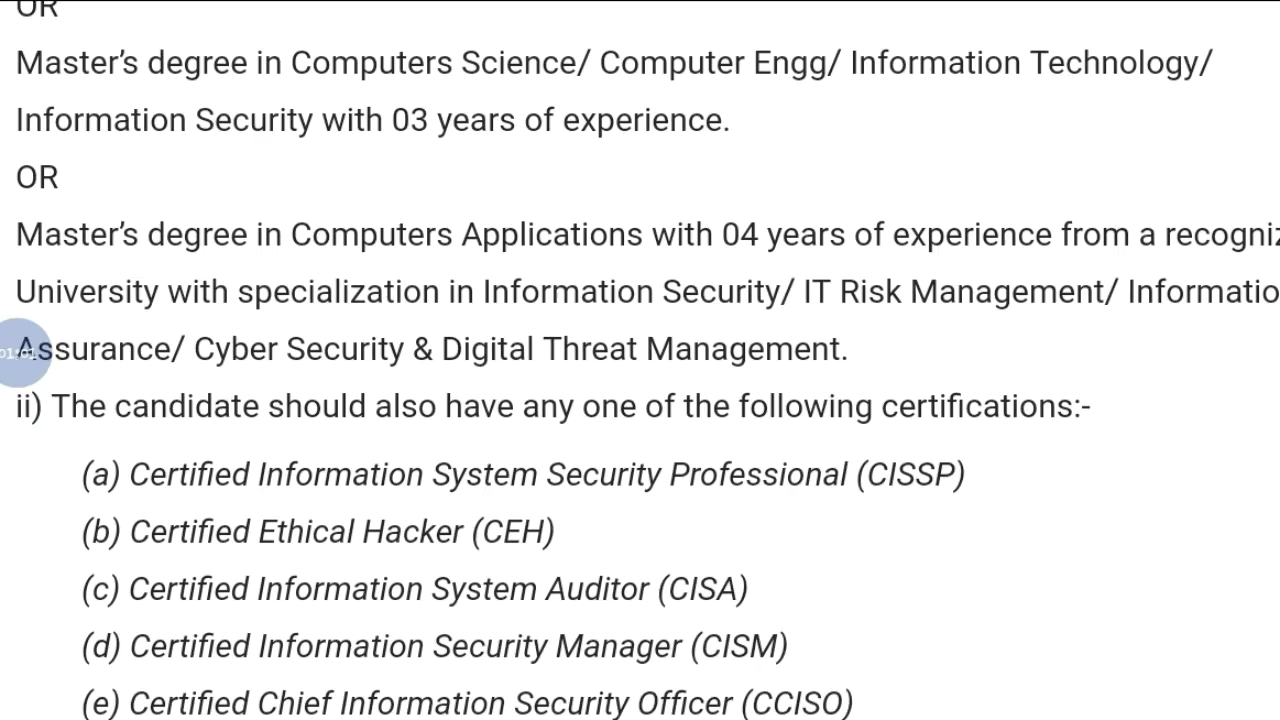 OR
Master's degree in Computers Science/ Computer Engg/ Information Technology/
Information Security with 03 years of experience.
OR
Master's degree in Computers Applications with 04 years of experience from a recogniz
University with specialization in Information Security/ IT Risk Management/ Informatio
Assurance/ Cyber Security & Digital Threat Management.
ii) The candidate should also have any one of the following certifications:-
(a) Certified Information System Security Professional (CISSP)
(b) Certified Ethical Hacker (CEH)
(c) Certified Information System Auditor (CISA)
(d) Certified Information Security Manager (CISM)
(e) Certified Chief Information Security Officer (CCISO)